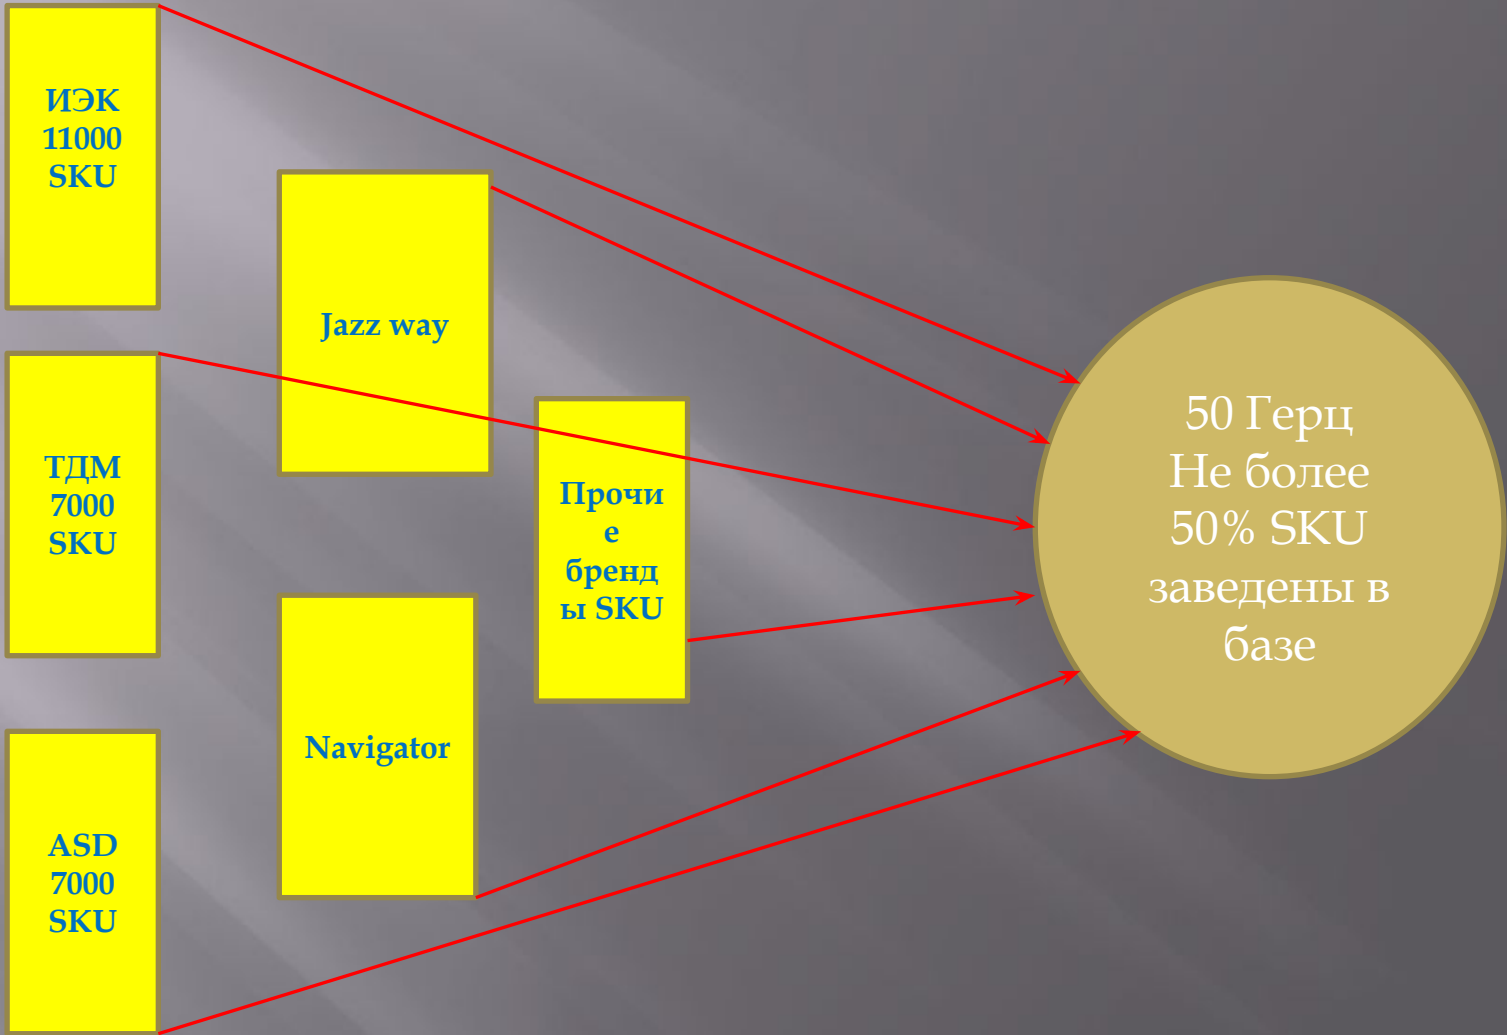 ИЭК
11000
SKU
Jazz way
ТДМ
7000
SKU
Прочи
е
бренд
ы SKU
Navigator
ASD
7000
SKU
50 Герц
Не более
50% SKU
заведены в
базе